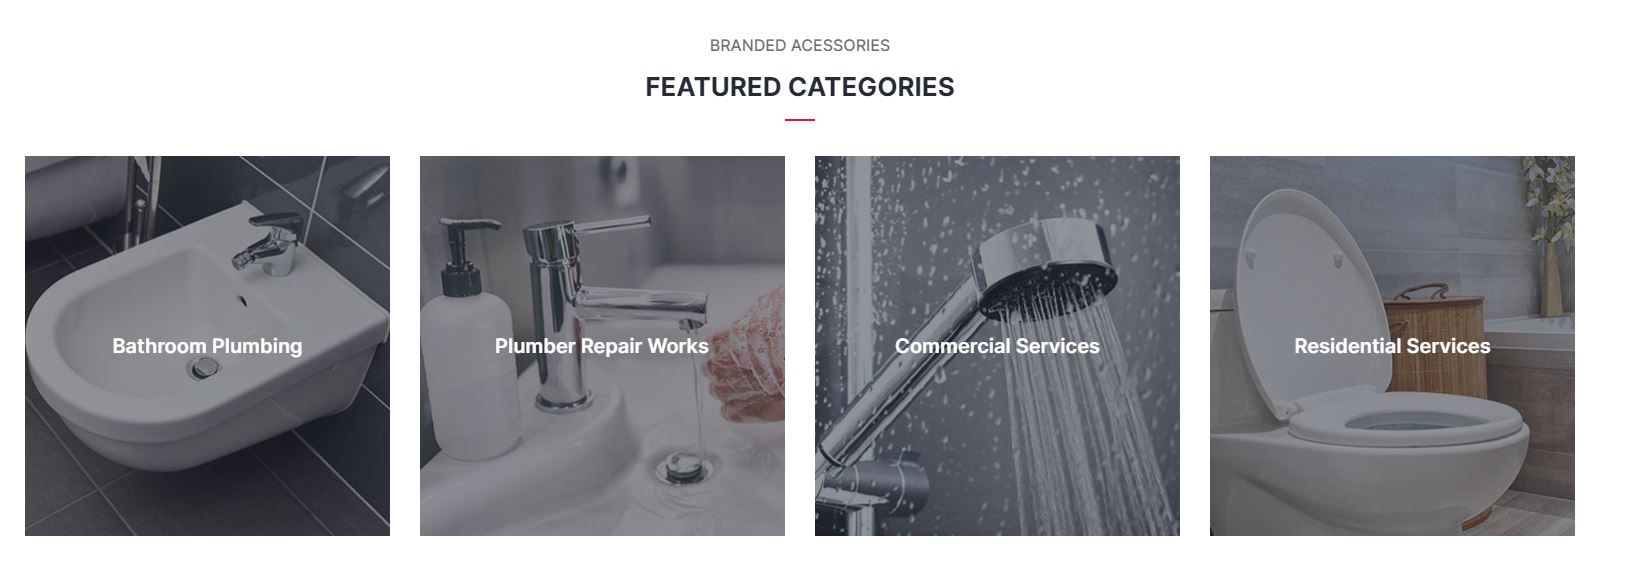 BRANDED ACESSORIES
FEATURED CATEGORIES
Bathroom Plumbing
Plumber Repair Works
Commercial Services
Residential Services